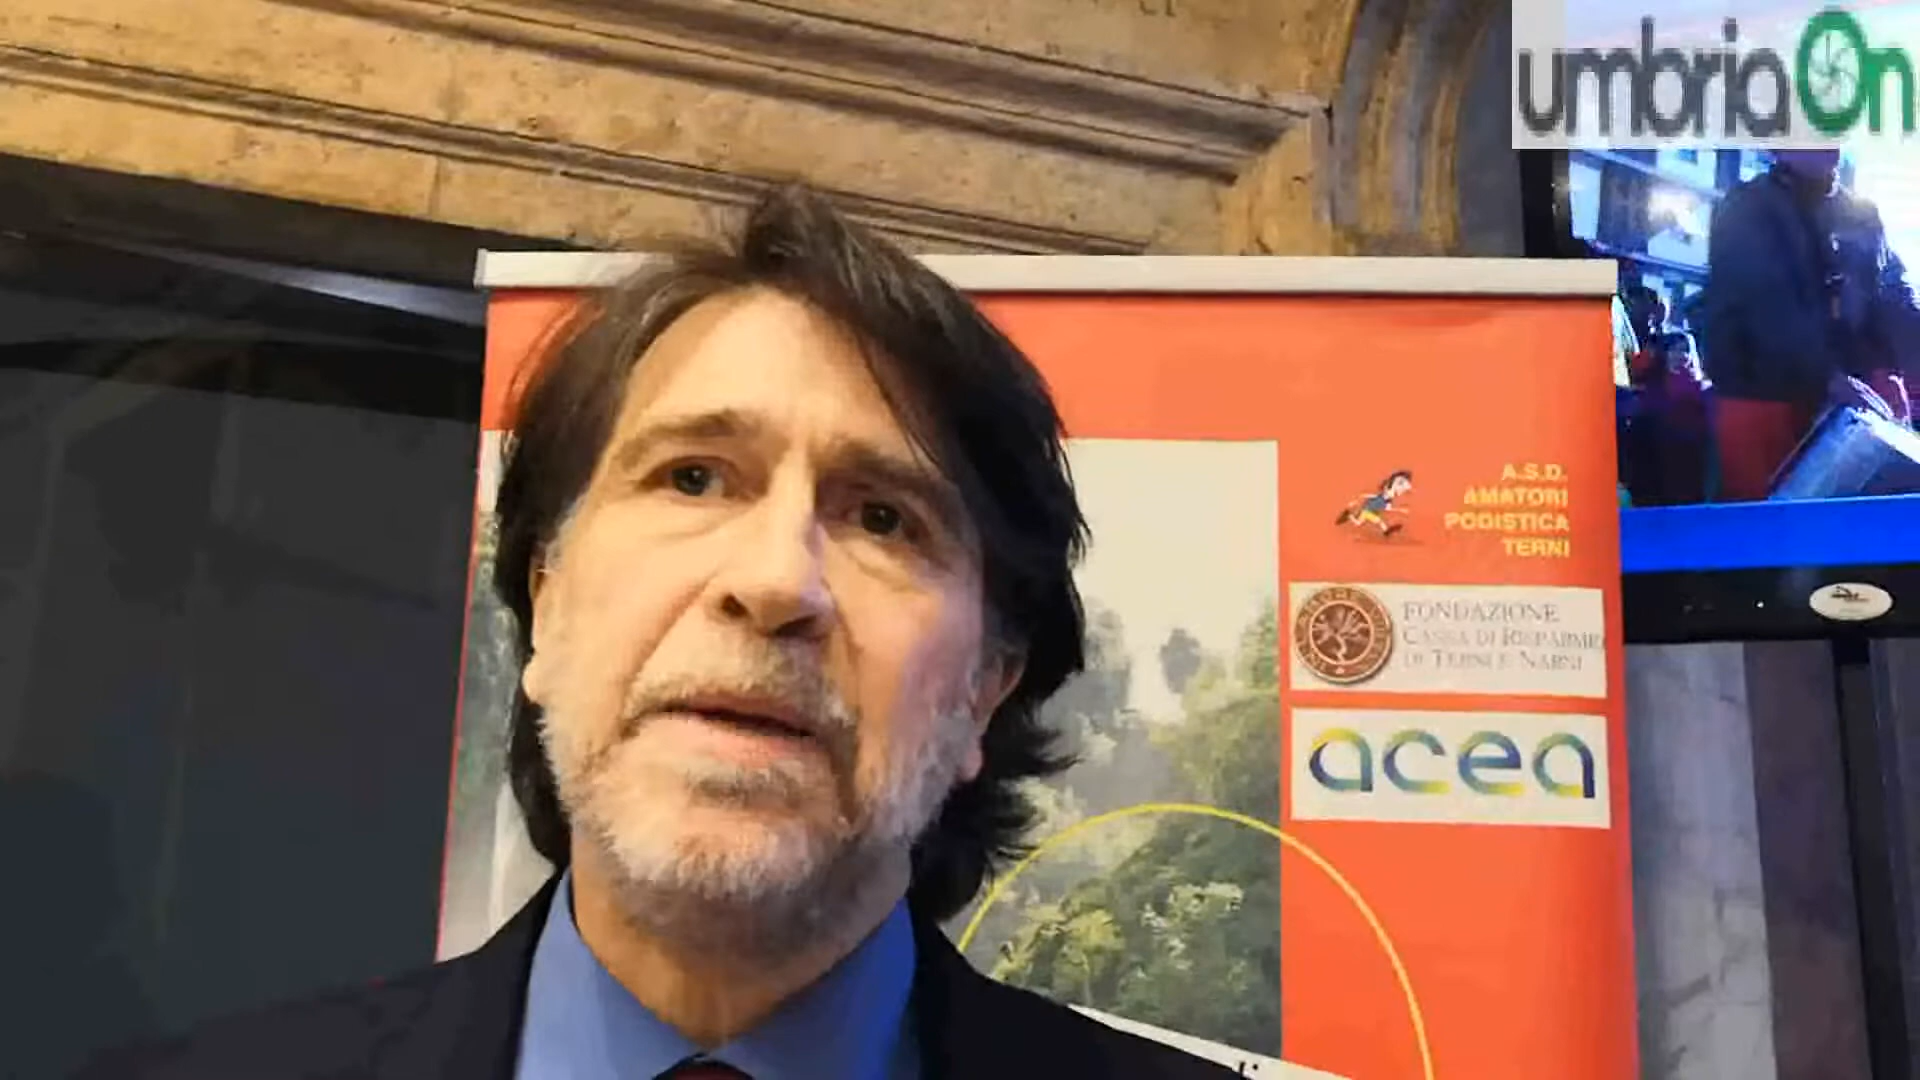 umbriaOn
A.S.D.
AMATORI
PODISTICA
TERNI
FONDAZIONE
CASSA DI RISPARMIO
DI TERNI E NARNI
acea